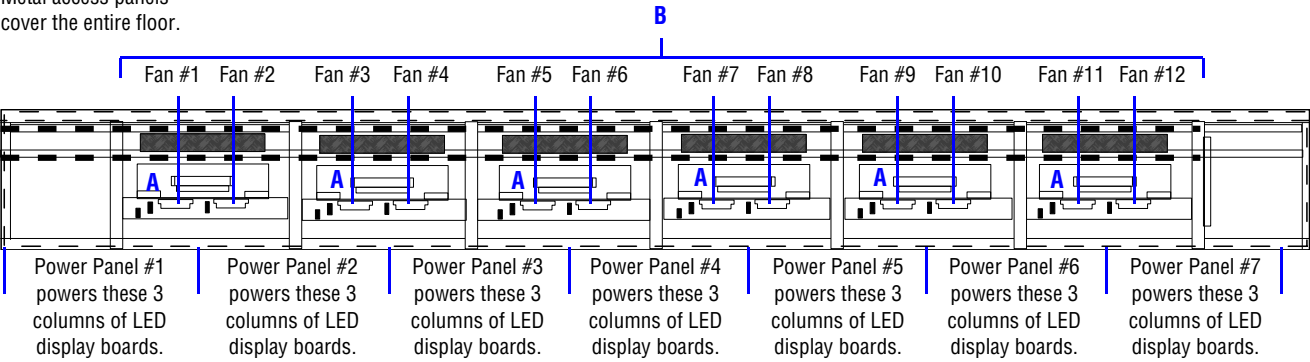 Metal access panels
cover the entire floor.
B
Fan #1 Fan #2 Fan #3 Fan #4 Fan #5 Fan #6 Fan #7 Fan #8 Fan #9 Fan #10 Fan #11 Fan #12
A A A A A A
Power Panel #1
powers these 3
columns of LED
display boards.
Power Panel #2
powers these 3
columns of LED
display boards.
Power Panel #3
powers these 3
columns of LED
display boards.
Power Panel #4
powers these 3
columns of LED
display boards.
Power Panel #5
powers these 3
columns of LED
display boards.
Power Panel #6
powers these 3
columns of LED
display boards.
Power Panel #7
powers these 3
columns of LED
display boards.